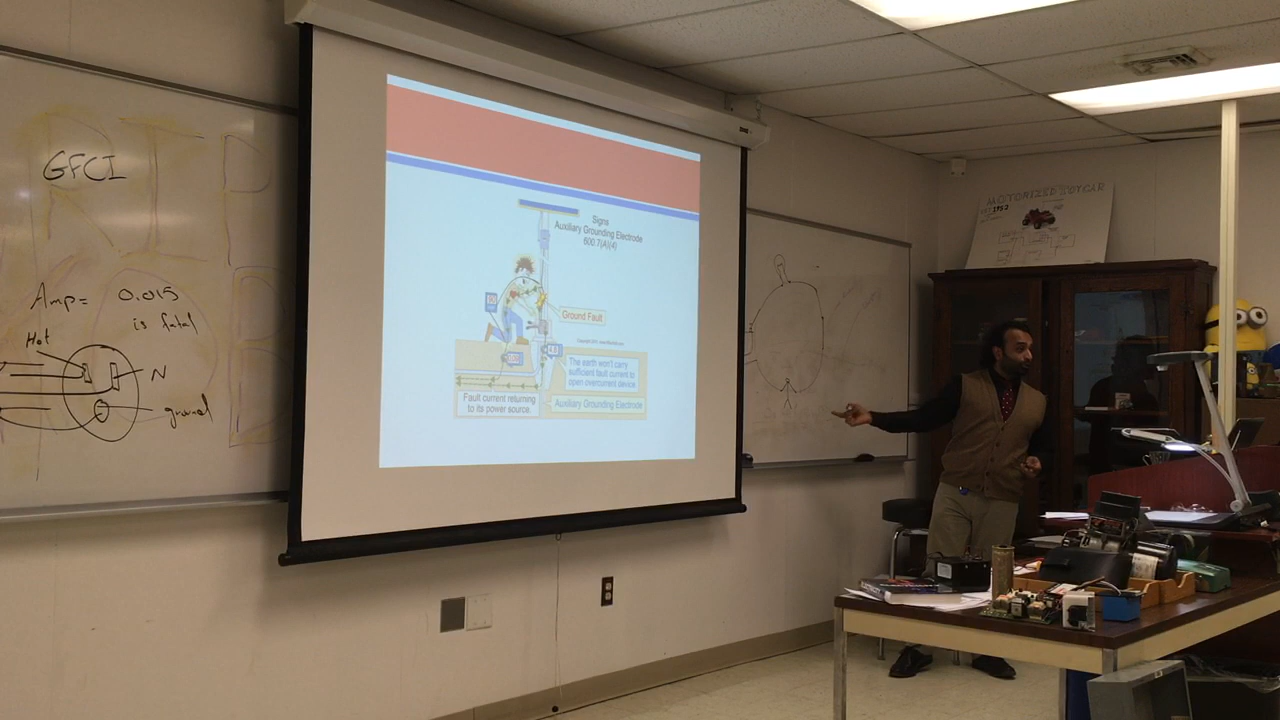 GFCI
Amp= 0.015
is fatal
Hot
N
ground
Signs
Auxiliary Grounding Electrode
600.7(A)(4)
Ground Fault
The earth won't carry
sufficient fault current to
open overcurrent device
Fault current returning
to its power source.
Auxiliary Grounding Electrode
MOTORIZED TOY CAR